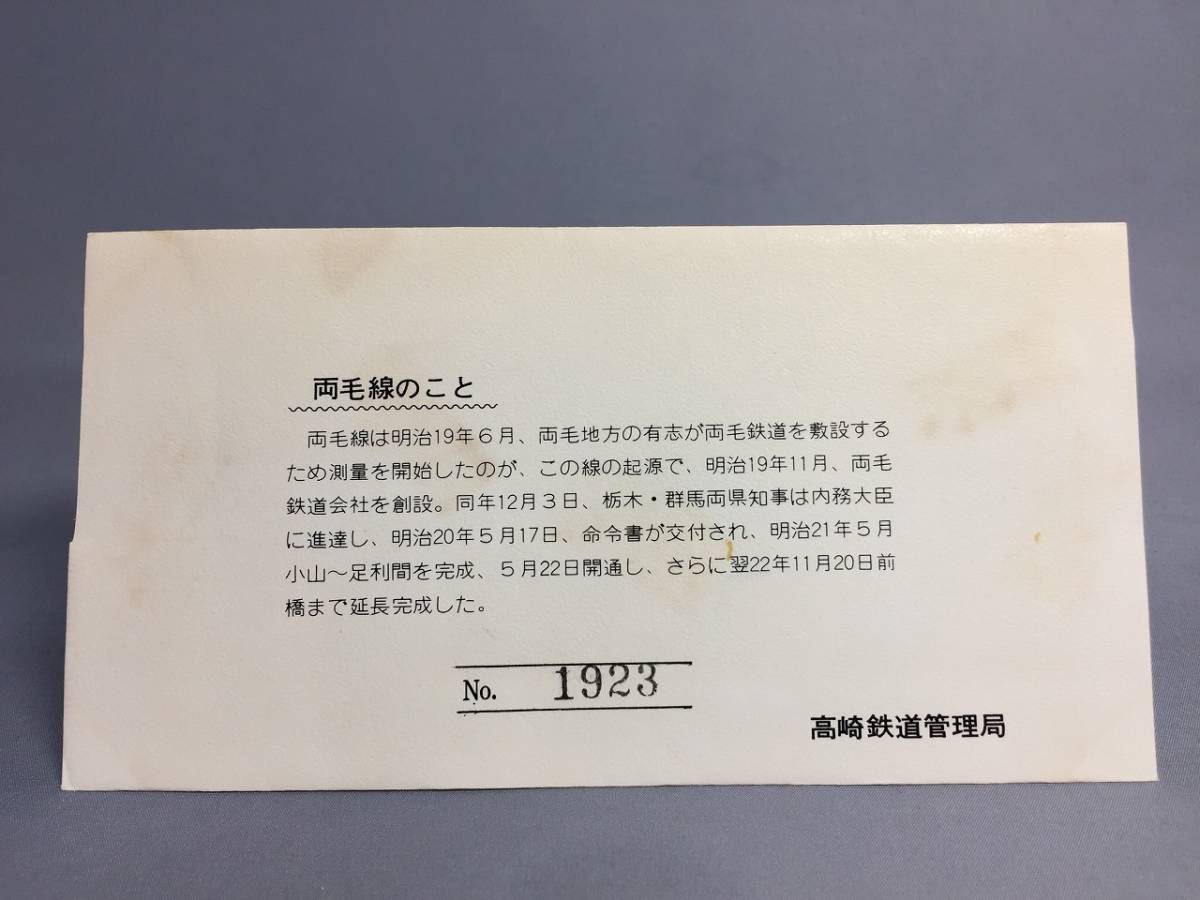 両毛線のこと
両毛線は明治19年6月、両毛地方の有志が両毛鉄道を敷設する
ため測量を開始したのが、この線の起源で、明治19年11月、両毛
鉄道会社を創設。同年12月3日、栃木・群馬両県知事は内務大臣
に進達し、明治20年5月17日、命令書が交付され、明治21年5月
小山〜足利間を完成、5月22日開通し、さらに翌22年11月20日前
橋まで延長完成した。
No. 1923
高崎鉄道管理局